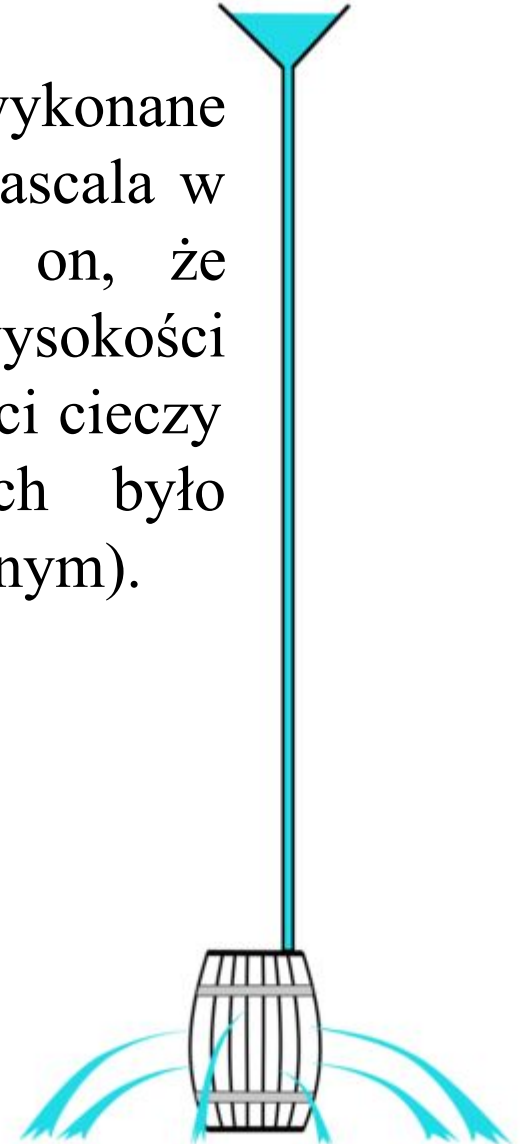 ykonane
ascala w
on, że
ysokości
ci cieczy
ch było
nym).